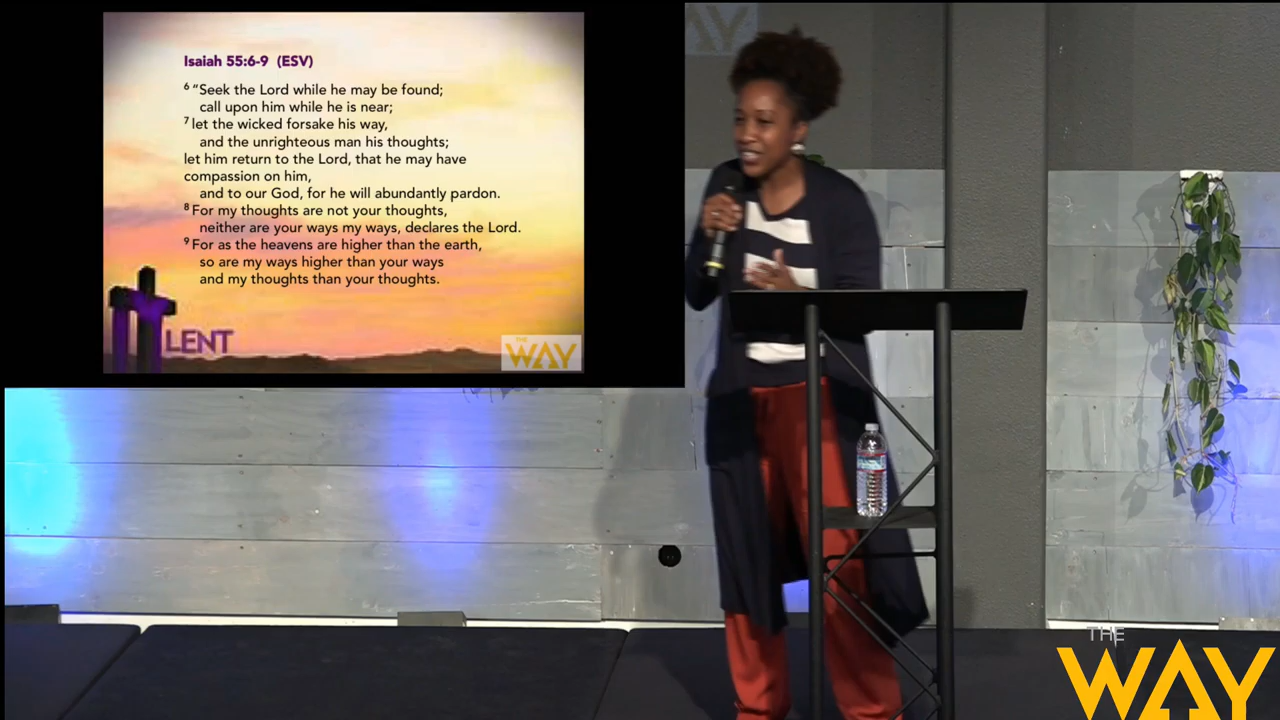 WAY
Isaiah 55:6-9 (ESV)
6 "Seek the Lord while he may be found;
call upon him while he is near;
7 let the wicked forsake his way,
and the unrighteous man his thoughts;
let him return to the Lord, that he may have
compassion on him,
and to our God, for he will abundantly pardon.
8 For my thoughts are not your thoughts,
neither are your ways my ways, declares the Lord.
9 For as the heavens are higher than the earth,
so are my ways higher than your ways
and my thoughts than your thoughts.
LENT
THE
WAY
THE
WAY